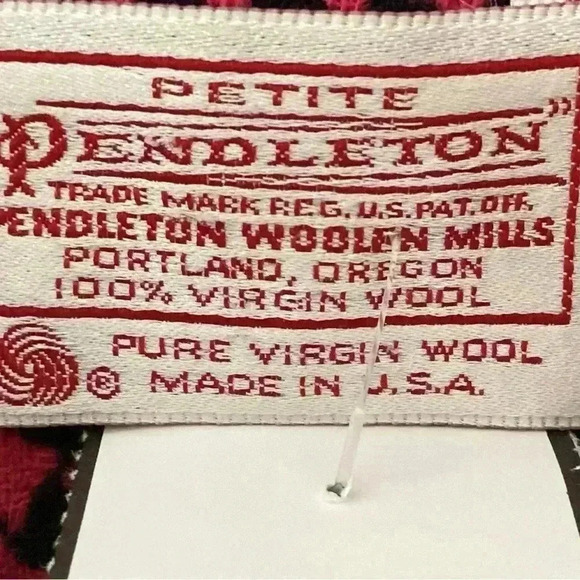 PETITE
PENDLETON"
TRADE MARK REG. U.S. PAT. OFF.
PENDLETON WOOLEN MILLS
PORTLAND, OREGON
100% VIRGIN WOOL
PURE VIRGIN WOOL
® MADE IN U.S.A.